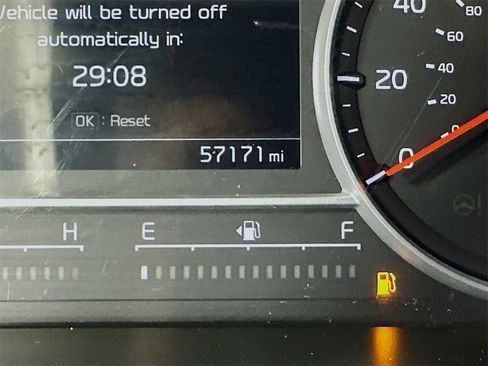 Vehicle will be turned off
automatically in:
29:08
OK : Reset
57171 mi
H E F
40
20
0
80
60
40
20
0